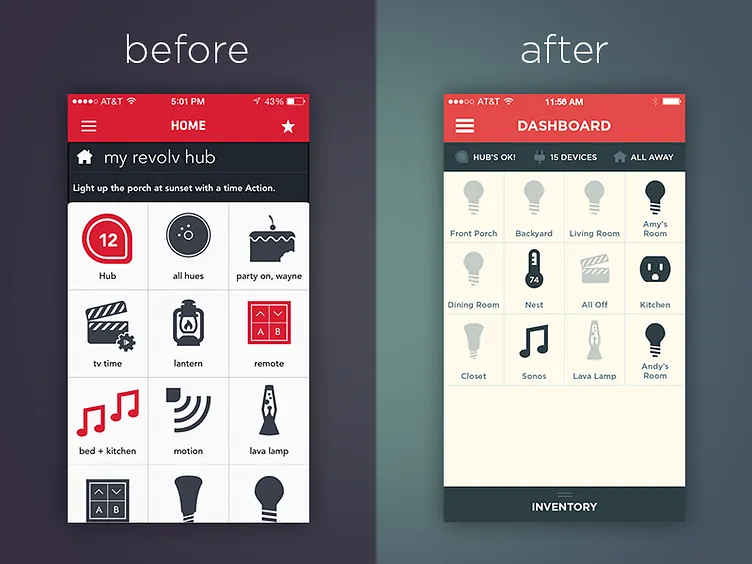 before
AT&T 5:01 PM 43%
HOME
my revolv hub
Light up the porch at sunset with a time Action.
12
Hub
all hues
party on, wayne
A B
tv time
lantern
remote
bed + kitchen
motion
lava lamp
A B
after
AT&T 11:56 AM
DASHBOARD
HUB'S OK! 15 DEVICES ALL AWAY
Front Porch
Backyard
Living Room
Amy's
Room
74
Dining Room
Nest
All Off
Kitchen
Closet
Sonos
Lava Lamp
Andy's
Room
INVENTORY